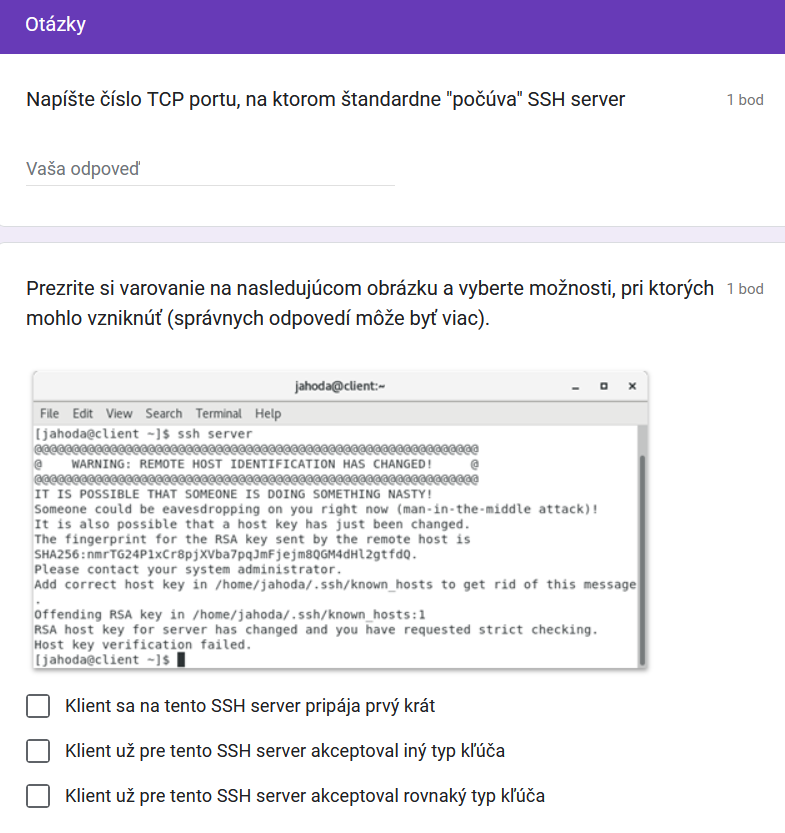 Otázky
Napíšte číslo TCP portu, na ktorom štandardne "počúva" SSH server
1 bod
Vaša odpoveď
Prezrite si varovanie na nasledujúcom obrázku a vyberte možnosti, pri ktorých
1 bod
mohlo vzniknúť (správnych odpovedí môže byť viac).
jahoda@client:~
File Edit View Search Terminal Help
[jahoda@client ~]$ ssh server
@@@@@@@@@@@@@@@@@@@@@@@@@@@@@@@@@@@@@@@@@@@@@@@@@@@@@@@@@@@
@    WARNING: REMOTE HOST IDENTIFICATION HAS CHANGED!     @
@@@@@@@@@@@@@@@@@@@@@@@@@@@@@@@@@@@@@@@@@@@@@@@@@@@@@@@@@@@
IT IS POSSIBLE THAT SOMEONE IS DOING SOMETHING NASTY!
Someone could be eavesdropping on you right now (man-in-the-middle attack)!
It is also possible that a host key has just been changed.
The fingerprint for the RSA key sent by the remote host is
SHA256:nmrTG24P1xCr8pjXVba7pqJmFjejm8QGM4dHl2gtfdQ.
Please contact your system administrator.
Add correct host key in /home/jahoda/.ssh/known_hosts to get rid of this message
.
Offending RSA key in /home/jahoda/.ssh/known_hosts:1
RSA host key for server has changed and you have requested strict checking.
Host key verification failed.
[jahoda@client ~]$
Klient sa na tento SSH server pripája prvý krát
Klient už pre tento SSH server akceptoval iný typ kľúča
Klient už pre tento SSH server akceptoval rovnaký typ kľúča